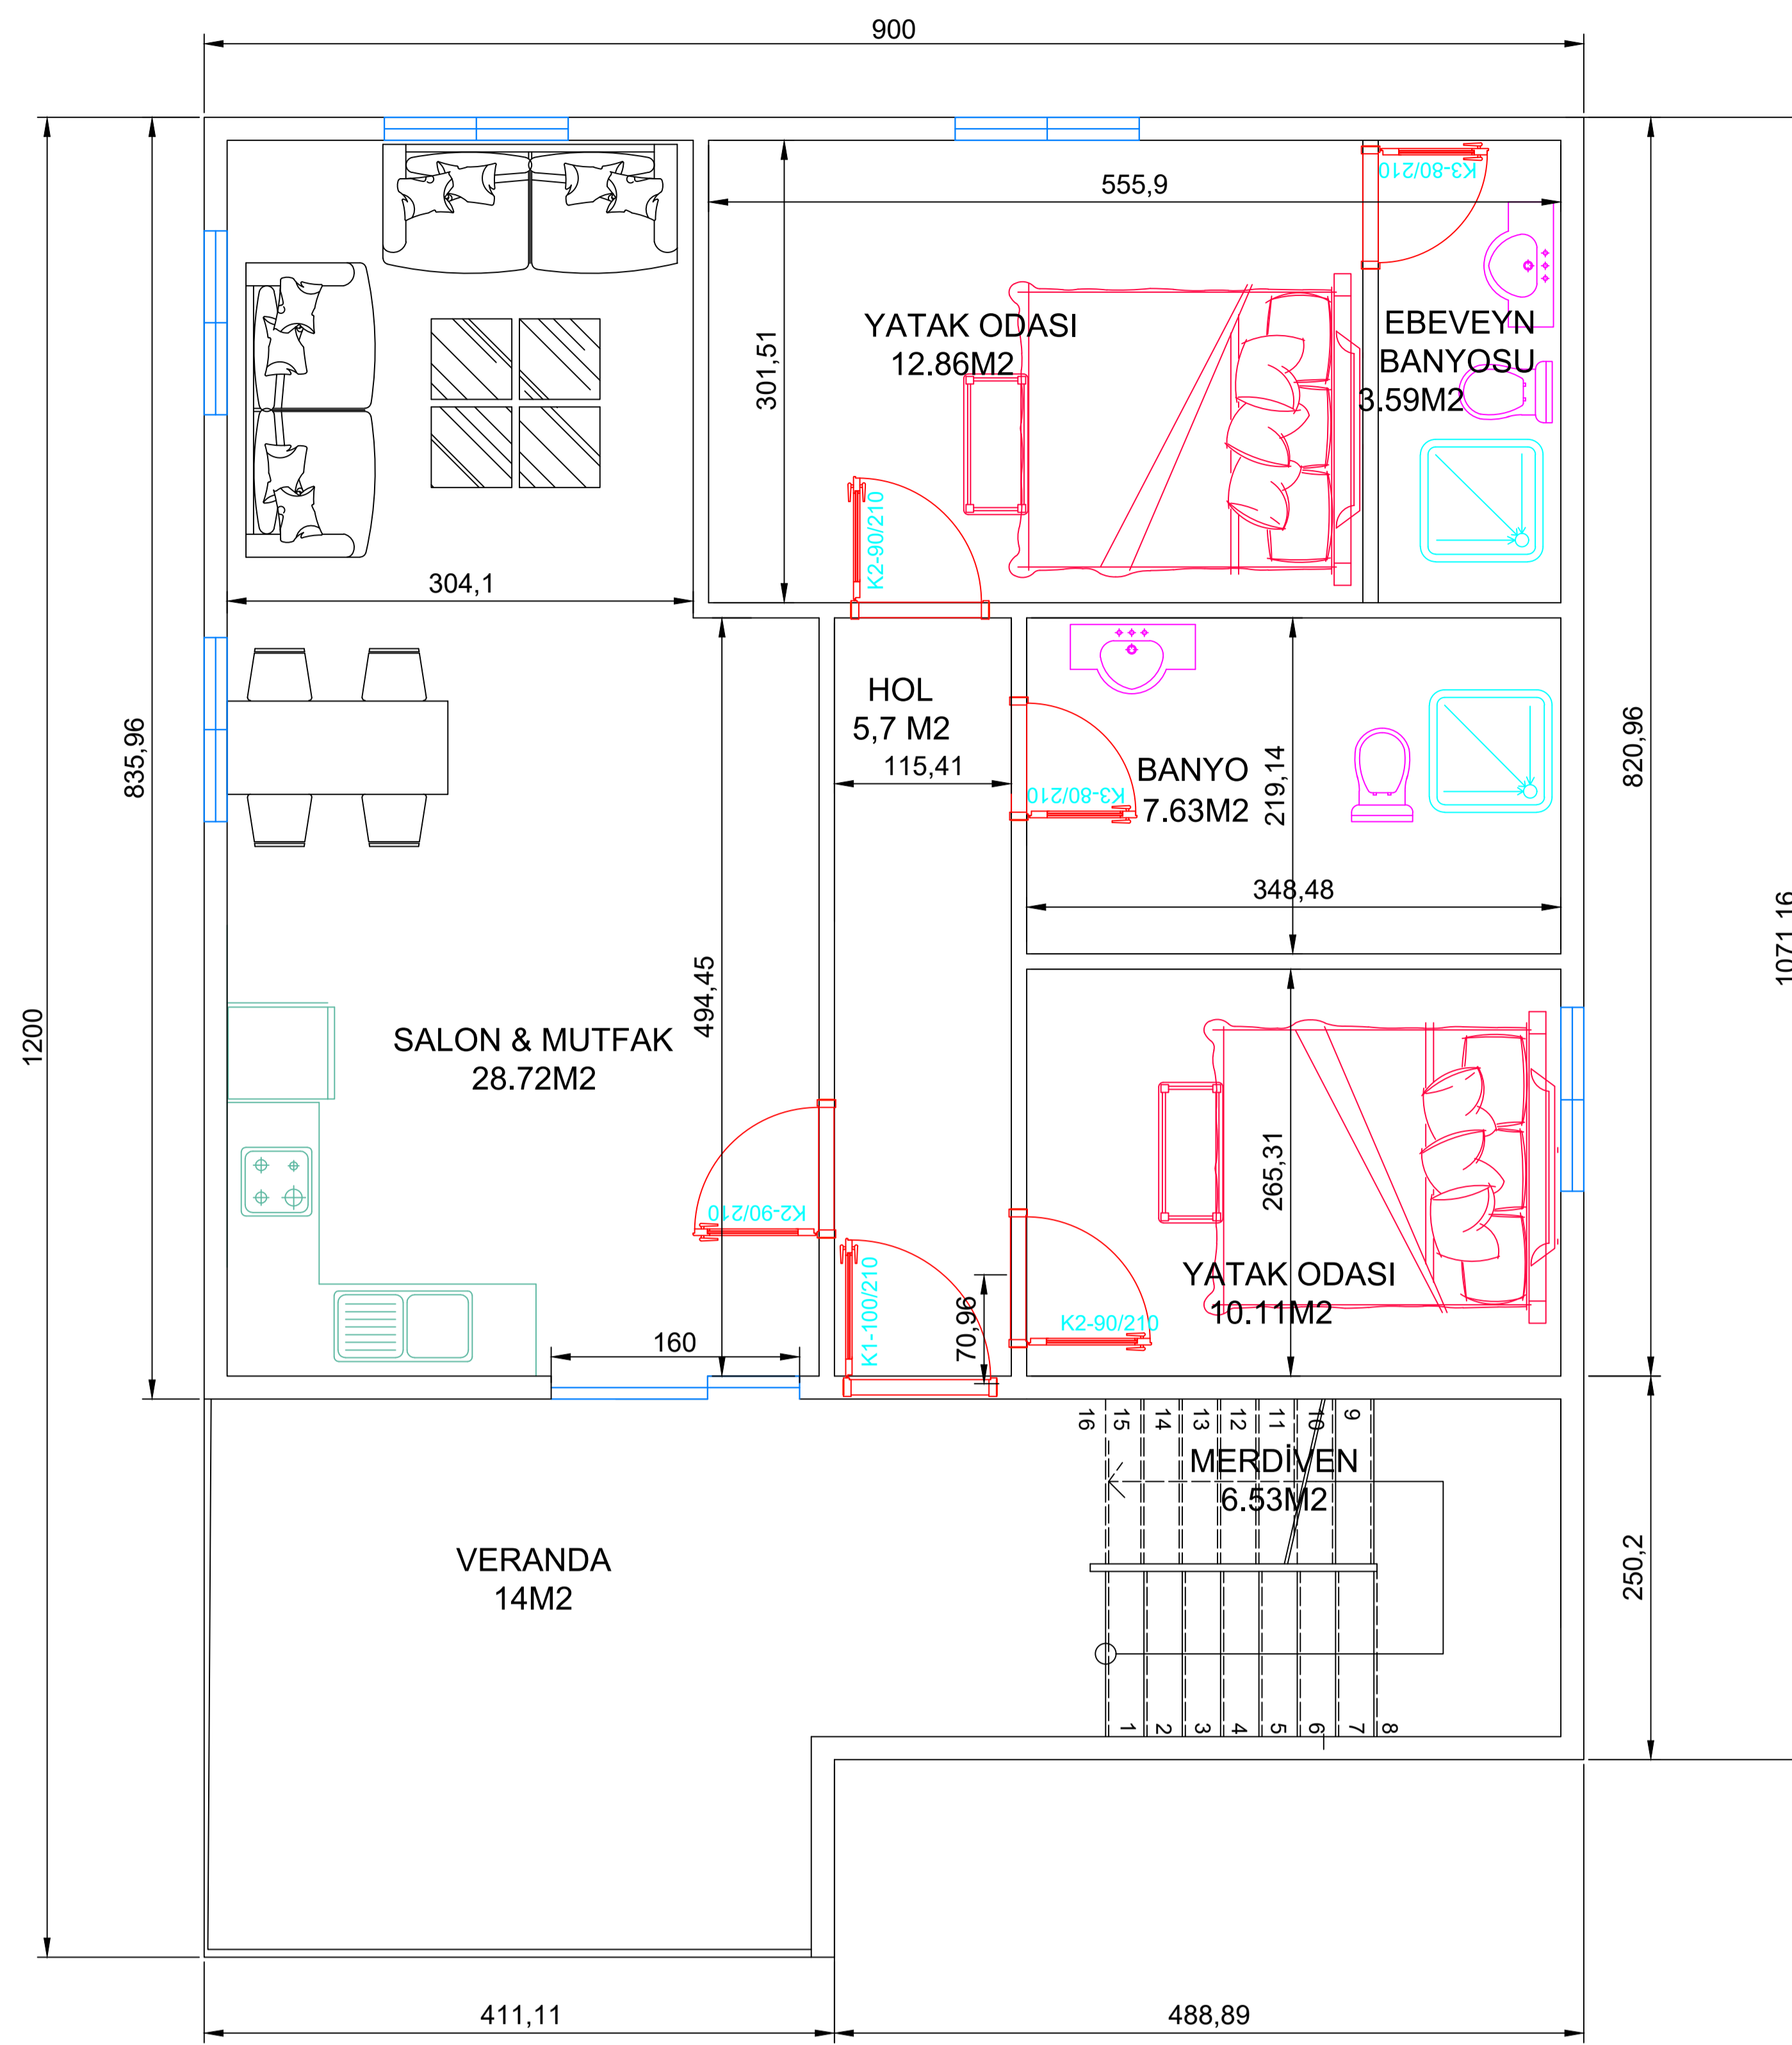 900
555,9
K3-80/210
YATAK ODASI
12.86M2
301,51
EBEVEYN
BANYOSU
3.59M2
K2-90/210
304,1
HOL
5,7 M2
115,41
835,96
820,96
BANYO
7.63M2
219,14
K3-80/210
348,48
1071,16
494,45
1200
SALON & MUTFAK
28.72M2
265,31
K2-90/210
K1-100/210
70,96
YATAK ODASI
10.11M2
K2-90/210
160
16 15 14 13 12 11 10 9
MERDİVEN
6.53M2
VERANDA
14M2
250,2
1 2 3 4 5 6 7 8
411,11
488,89